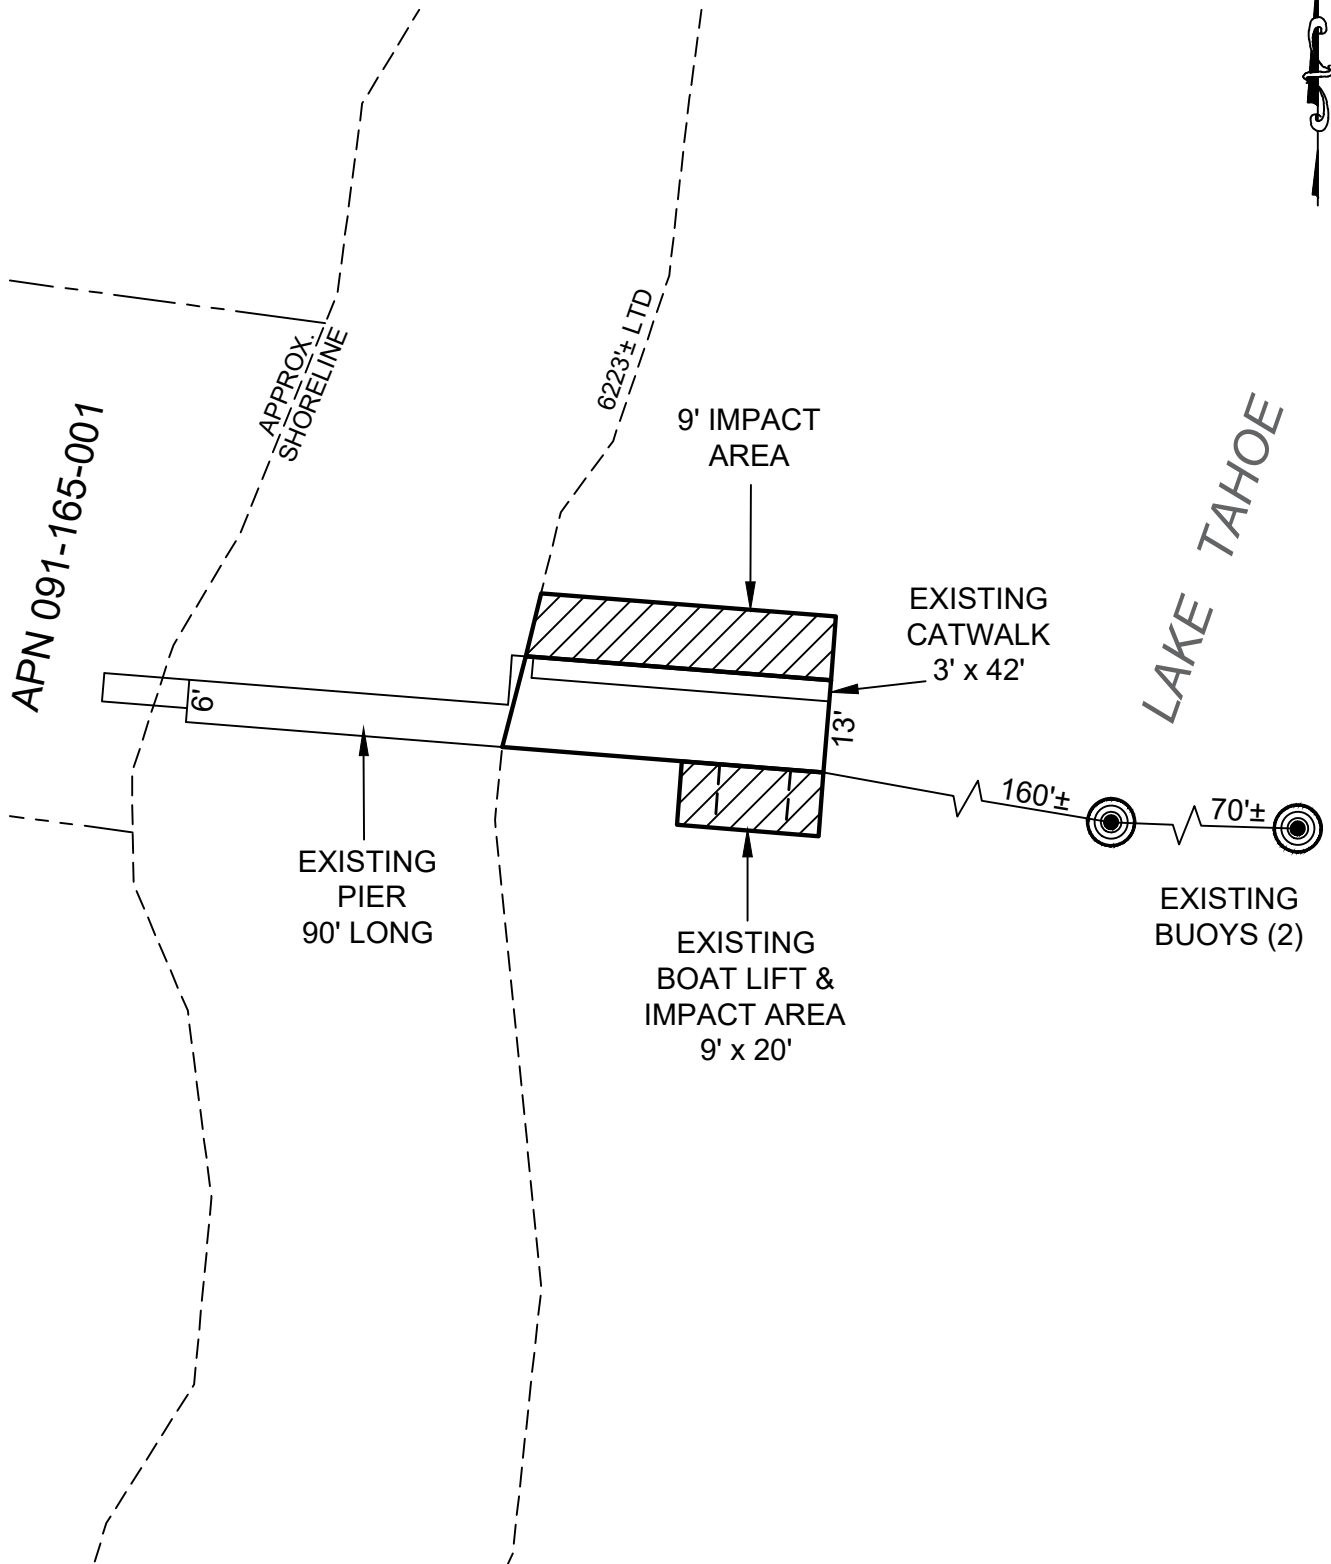 APPROX.
SHORELINE
6223'± LTD
APN 091-165-001
9' IMPACT
AREA
LAKE TAHOE
EXISTING
CATWALK
3' x 42'
6'
13'
160'±
70'±
EXISTING
PIER
90' LONG
EXISTING
BOAT LIFT &
IMPACT AREA
9' x 20'
EXISTING
BUOYS (2)